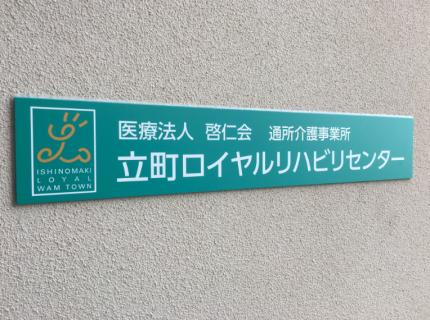 医療法人 啓仁会 通所介護事業所
立町ロイヤルリハビリセンター
ISHINOMAKI
LOYAL
WAM TOWN